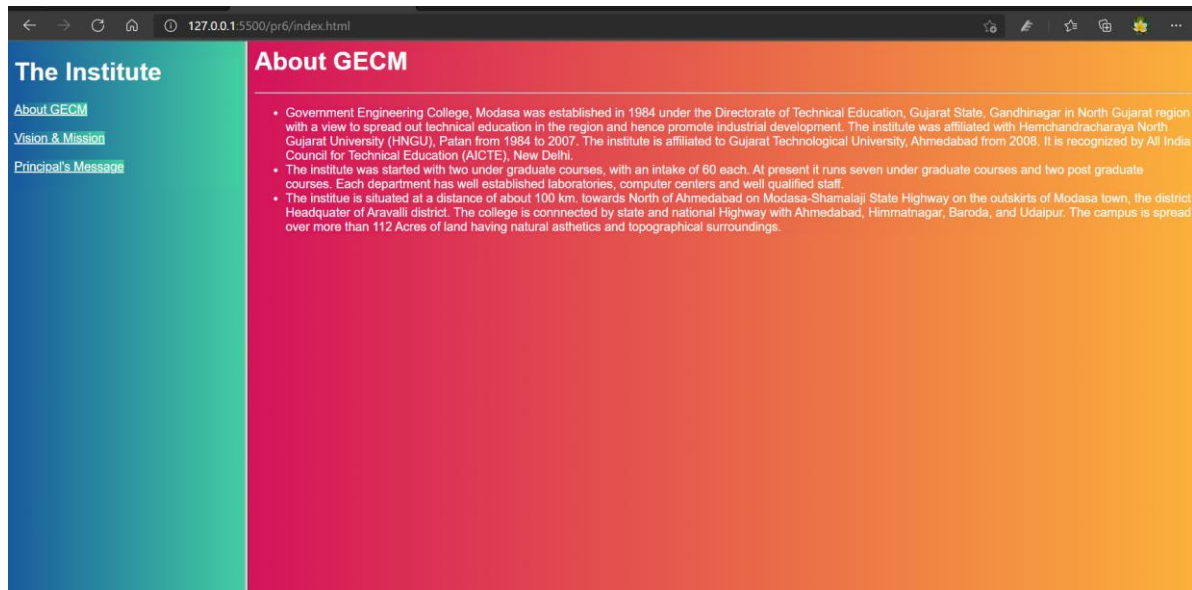 127.0.0.1:5500/pr6/index.html
The Institute
About GECM
Vision & Mission
Principal's Message
About GECM
• Government Engineering College, Modasa was established in 1984 under the Directorate of Technical Education, Gujarat State, Gandhinagar in North Gujarat region
with a view to spread out technical education in the region and hence promote industrial development. The institute was affiliated with Hemchandracharaya North
Gujarat University (HNGU), Patan from 1984 to 2007. The institute is affiliated to Gujarat Technological University, Ahmedabad from 2008. It is recognized by All India
Council for Technical Education (AICTE), New Delhi.
• The institute was started with two under graduate courses, with an intake of 60 each. At present it runs seven under graduate courses and two post graduate
courses. Each department has well established laboratories, computer centers and well qualified staff.
• The institue is situated at a distance of about 100 km. towards North of Ahmedabad on Modasa-Shamalaji State Highway on the outskirts of Modasa town, the district
Headquater of Aravalli district. The college is connnected by state and national Highway with Ahmedabad, Himmatnagar, Baroda, and Udaipur. The campus is spread
over more than 112 Acres of land having natural asthetics and topographical surroundings.